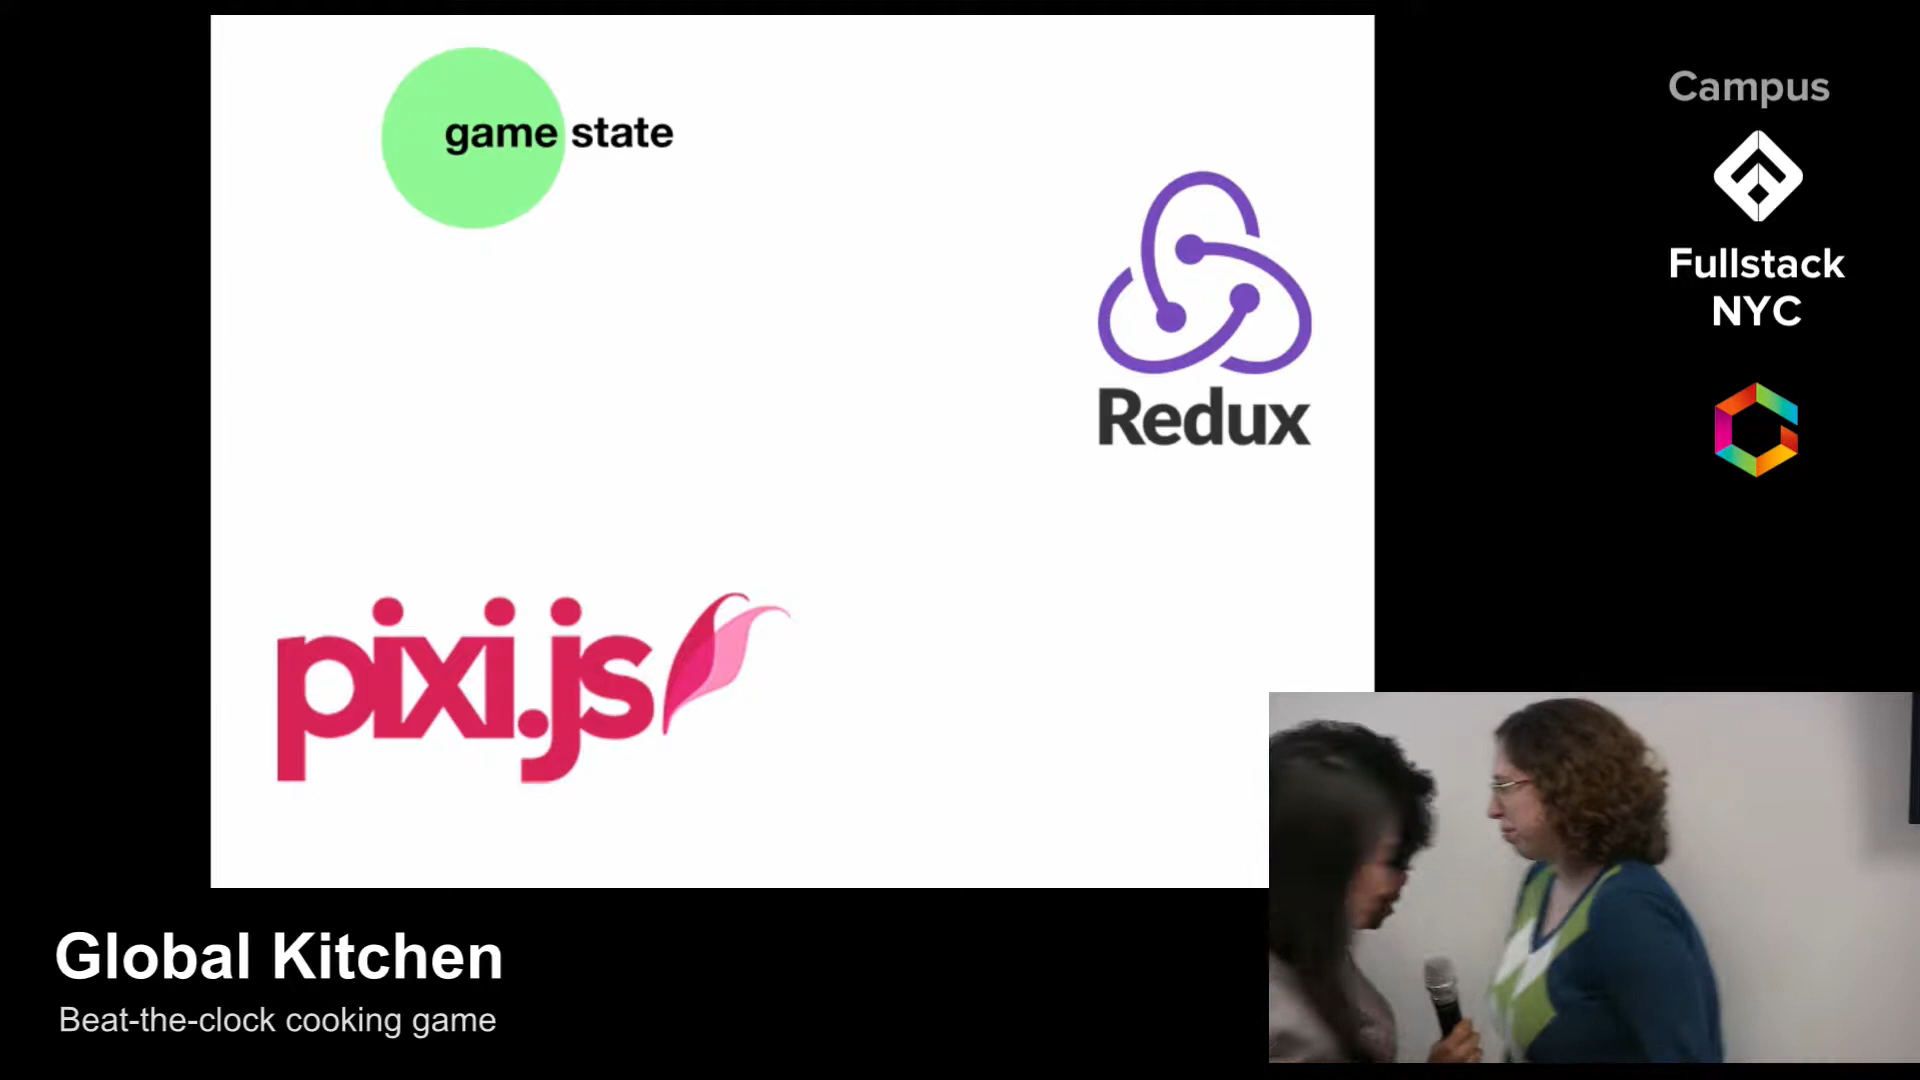 game state
Redux
pixi.js
Campus
Fullstack
NYC
Global Kitchen
Beat-the-clock cooking game